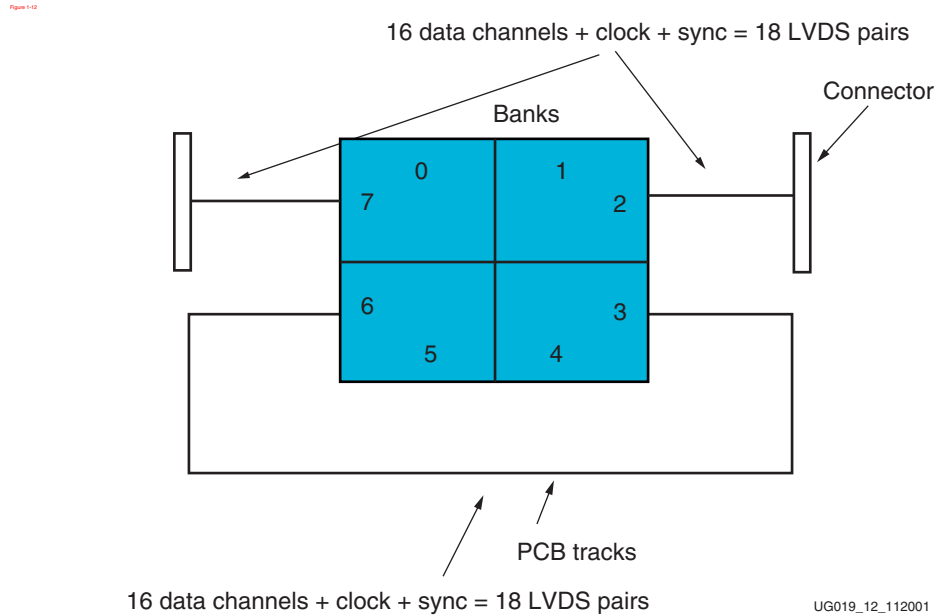 Figure 1-12
16 data channels + clock + sync = 18 LVDS pairs
Connector
Banks
0
1
7
2
6
3
5
4
PCB tracks
16 data channels + clock + sync = 18 LVDS pairs
UG019_12_112001